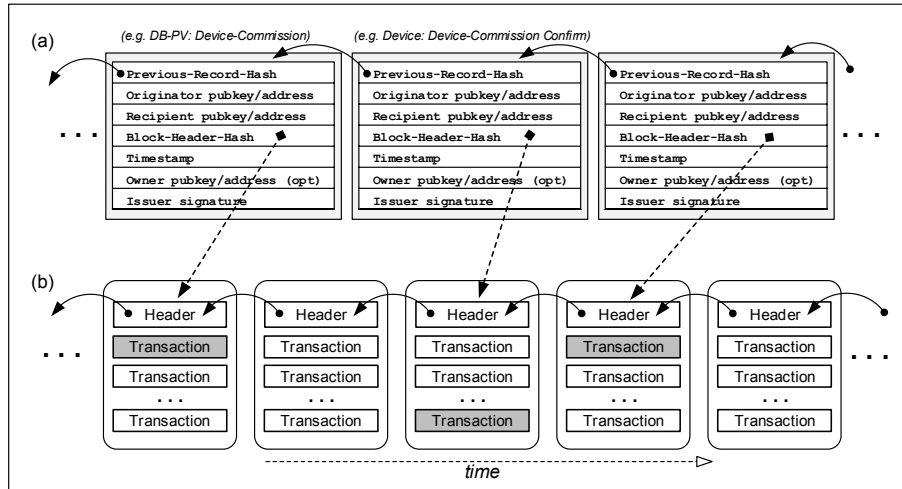 (a)
(e.g. DB-PV: Device-Commission)
(e.g. Device: Device-Commission Confirm)
Previous-Record-Hash
Originator pubkey/address
Recipient pubkey/address
Block-Header-Hash
Timestamp
Owner pubkey/address (opt)
Issuer signature
Previous-Record-Hash
Originator pubkey/address
Recipient pubkey/address
Block-Header-Hash
Timestamp
Owner pubkey/address (opt)
Issuer signature
Previous-Record-Hash
Originator pubkey/address
Recipient pubkey/address
Block-Header-Hash
Timestamp
Owner pubkey/address (opt)
Issuer signature
. . .
. . .
(b)
Header
Transaction
Transaction
. . .
Transaction
Header
Transaction
Transaction
. . .
Transaction
Header
Transaction
Transaction
. . .
Transaction
Header
Transaction
Transaction
. . .
Transaction
Header
Transaction
Transaction
. . .
Transaction
. . .
. . .
time